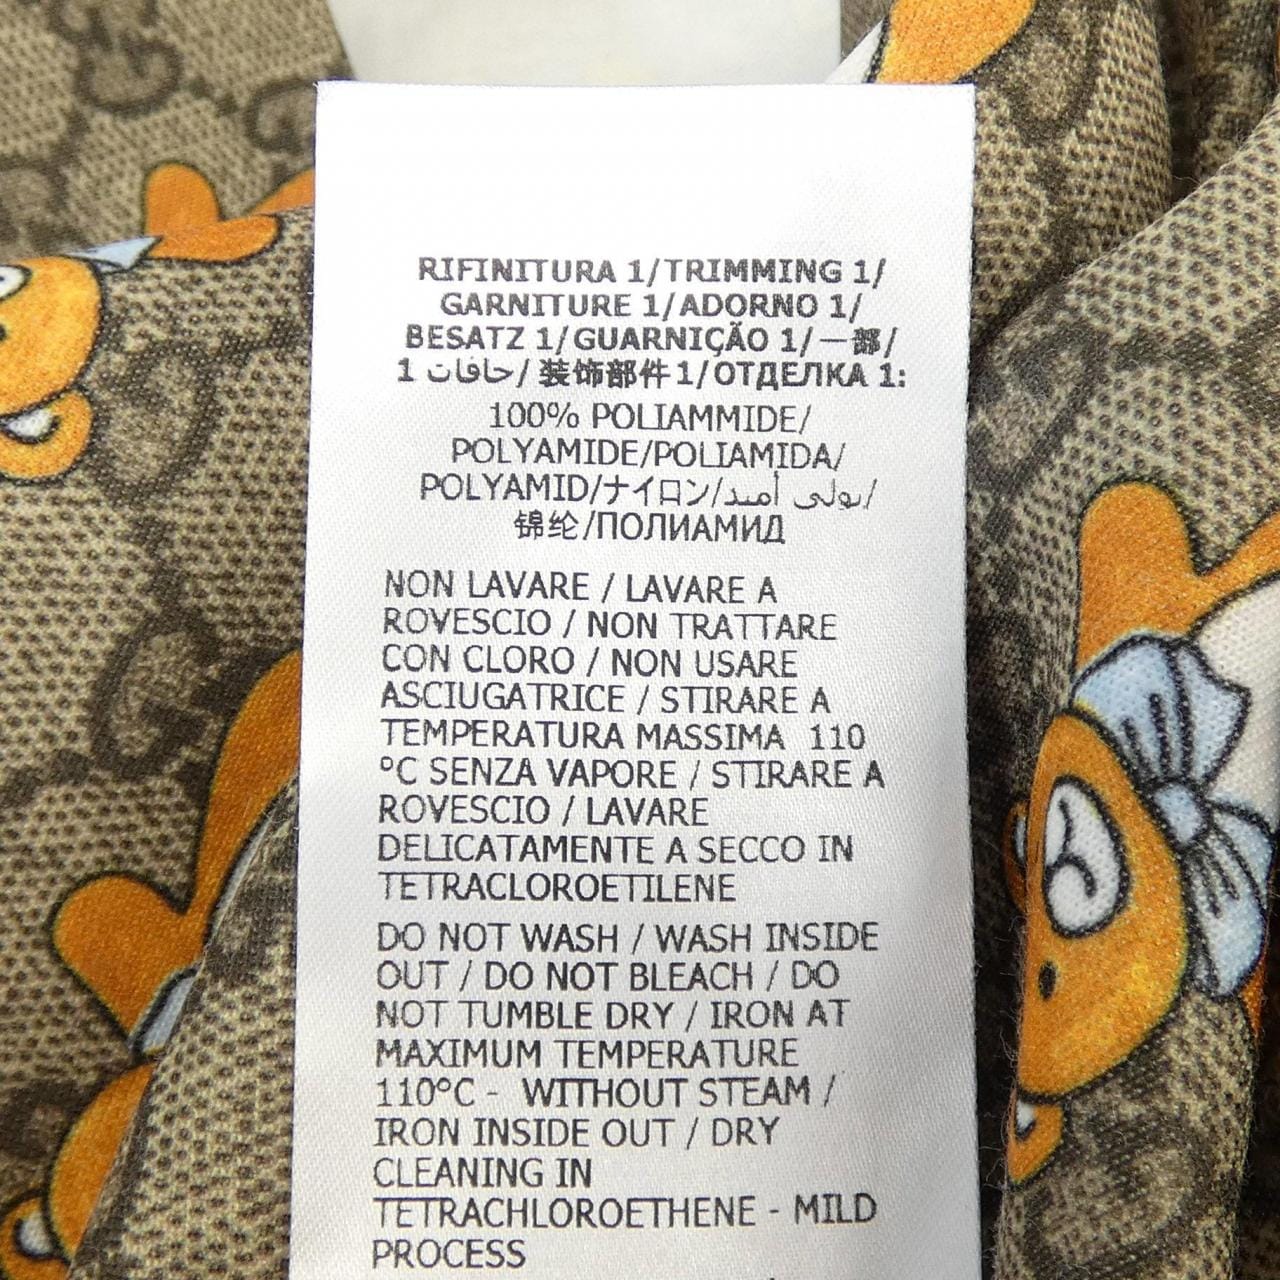 RIFINITURA 1/TRIMMING 1/
GARNITURE 1/ADORNO 1/
BESATZ 1/GUARNIÇÃO 1/一部/
حافات 1/装饰部件1/ОТДЕЛКА 1:
100% POLIAMMIDE/
POLYAMIDE/POLIAMIDA/
POLYAMID/ナイロン/بولي أميد/
锦纶/ПОЛИАМИД
NON LAVARE / LAVARE A
ROVESCIO / NON TRATTARE
CON CLORO / NON USARE
ASCIUGATRICE / STIRARE A
TEMPERATURA MASSIMA 110
°C SENZA VAPORE / STIRARE A
ROVESCIO / LAVARE
DELICATAMENTE A SECCO IN
TETRACLOROETILENE
DO NOT WASH / WASH INSIDE
OUT / DO NOT BLEACH / DO
NOT TUMBLE DRY / IRON AT
MAXIMUM TEMPERATURE
110°C - WITHOUT STEAM /
IRON INSIDE OUT / DRY
CLEANING IN
TETRACHLOROETHENE - MILD
PROCESS